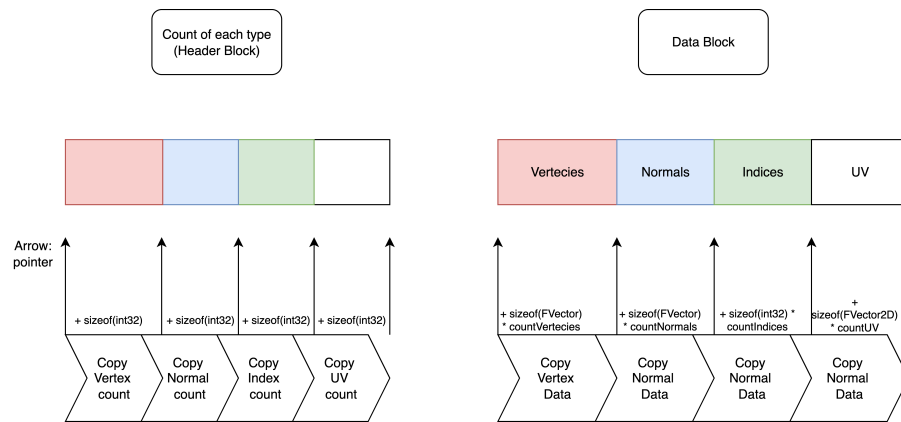 Count of each type
(Header Block)
Data Block
Vertecies
Normals
Indices
UV
Arrow:
pointer
+ sizeof(int32)
+ sizeof(int32)
+ sizeof(int32)
+ sizeof(int32)
+ sizeof(FVector)
* countVertecies
+ sizeof(FVector)
* countNormals
+ sizeof(int32) *
countIndices
+
sizeof(FVector2D)
* countUV
Copy
Vertex
count
Copy
Normal
count
Copy
Index
count
Copy
UV
count
Copy
Vertex
Data
Copy
Normal
Data
Copy
Normal
Data
Copy
Normal
Data